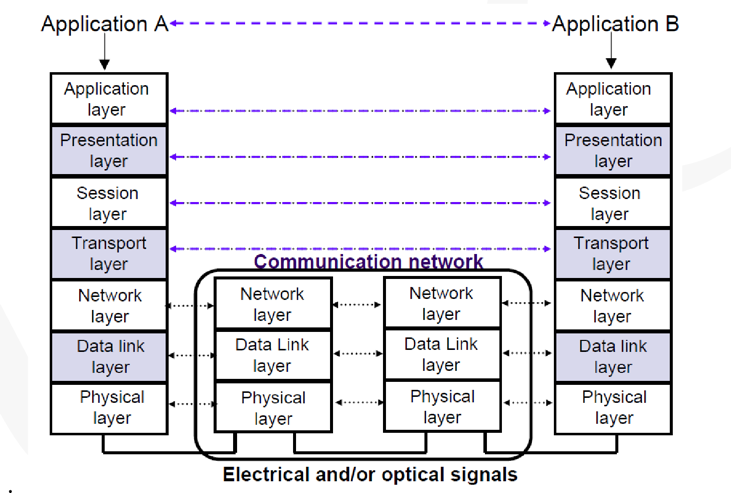 Application A
Application B
Application
layer
Presentation
layer
Session
layer
Transport
layer
Network
layer
Data link
layer
Physical
layer
Communication network
Network
layer
Data Link
layer
Physical
layer
Network
layer
Data Link
layer
Physical
layer
Application
layer
Presentation
layer
Session
layer
Transport
layer
Network
layer
Data link
layer
Physical
layer
Electrical and/or optical signals
.